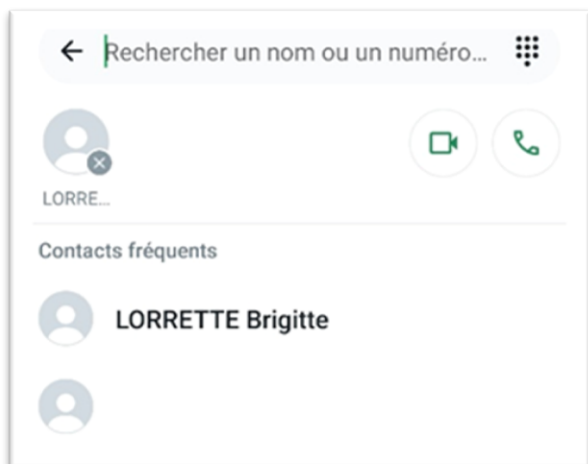 Rechercher un nom ou un numéro...
LORRE...
Contacts fréquents
LORRETTE Brigitte